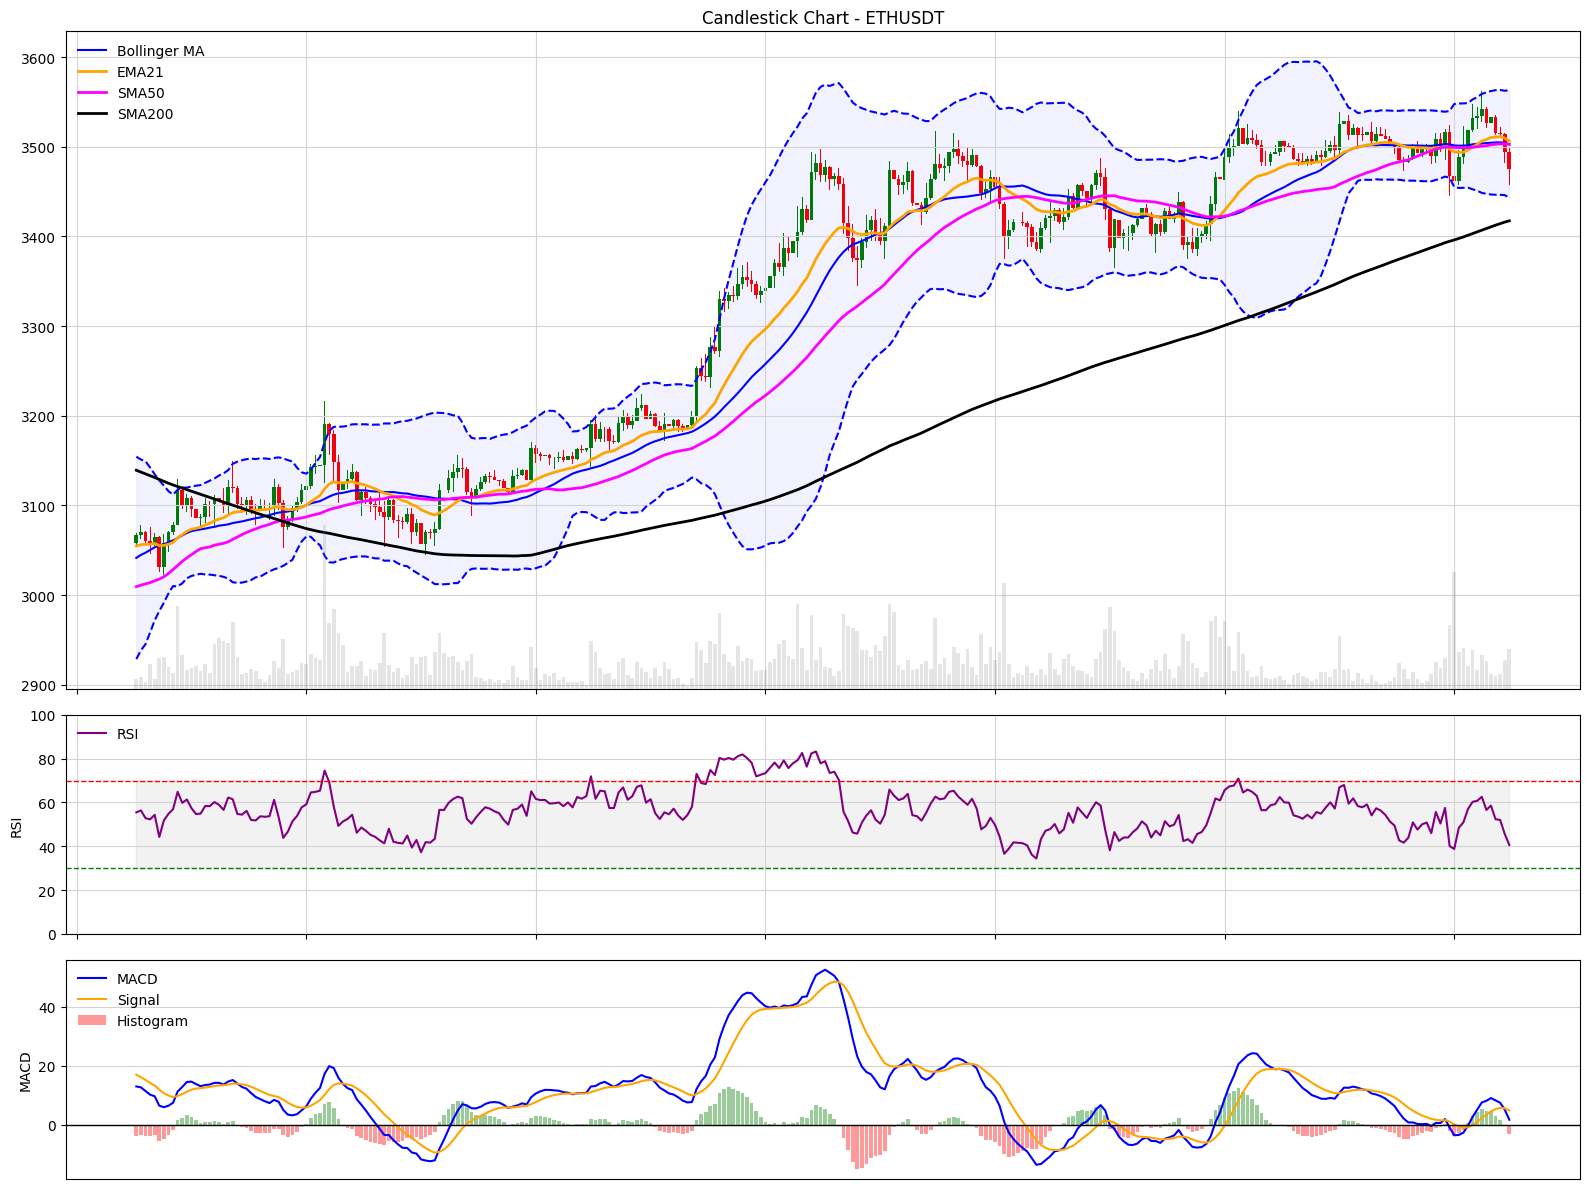 Candlestick Chart - ETHUSDT
Bollinger MA
EMA21
SMA50
SMA200
3600
3500
3400
3300
3200
3100
3000
2900
RSI
RSI
100
80
60
40
20
0
MACD
Signal
Histogram
MACD
40
20
0